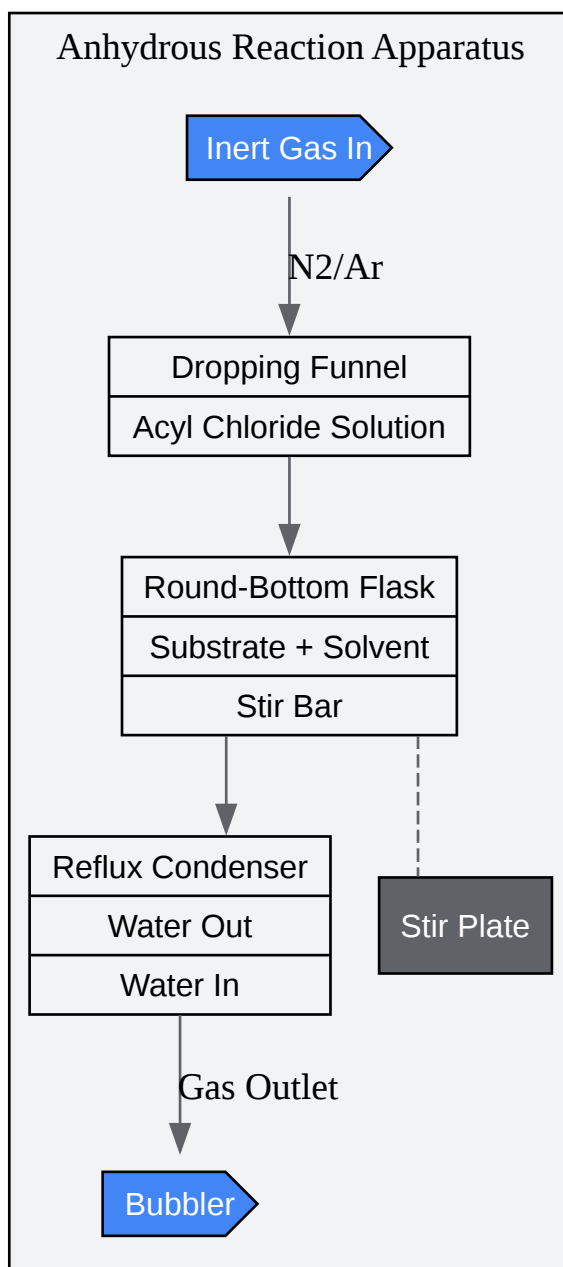 Anhydrous Reaction Apparatus
Inert Gas In
N2/Ar
Dropping Funnel
Acyl Chloride Solution
Round-Bottom Flask
Substrate + Solvent
Stir Bar
Reflux Condenser
Water Out
Stir Plate
Water In
Gas Outlet
Bubbler